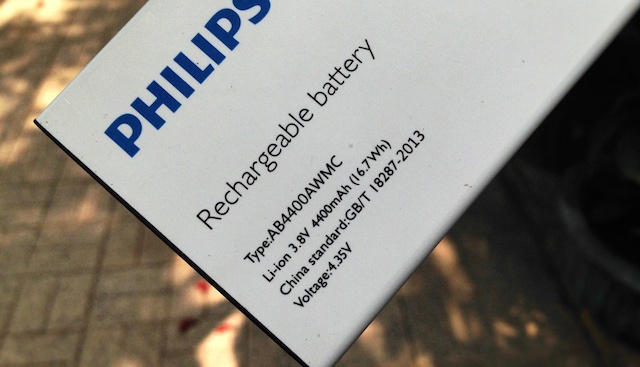 PHILIPS
Rechargeable battery
Type:AB4400AWMC
Li-ion 3.8V 4400mAh (16.7Wh)
China standard:GB/T 18287-2013
Voltage:4.35V